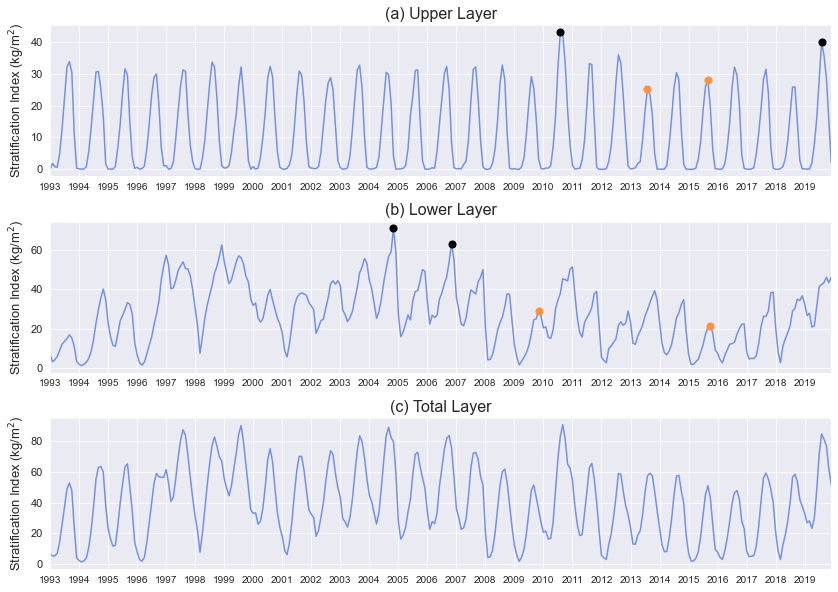 (a) Upper Layer
Stratification Index (kg/m²)
40
30
20
10
0
1993 1994 1995 1996 1997 1998 1999 2000 2001 2002 2003 2004 2005 2006 2007 2008 2009 2010 2011 2012 2013 2014 2015 2016 2017 2018 2019
(b) Lower Layer
Stratification Index (kg/m²)
60
40
20
0
1993 1994 1995 1996 1997 1998 1999 2000 2001 2002 2003 2004 2005 2006 2007 2008 2009 2010 2011 2012 2013 2014 2015 2016 2017 2018 2019
(c) Total Layer
Stratification Index (kg/m²)
80
60
40
20
0
1993 1994 1995 1996 1997 1998 1999 2000 2001 2002 2003 2004 2005 2006 2007 2008 2009 2010 2011 2012 2013 2014 2015 2016 2017 2018 2019